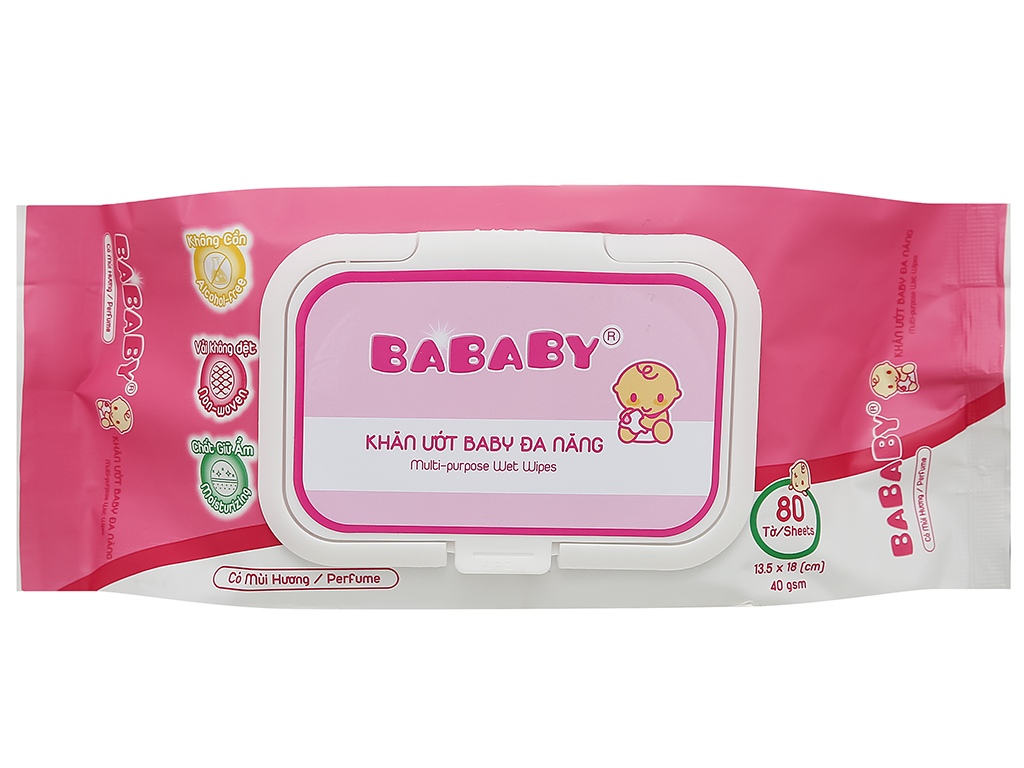 BABABY®
Có Mùi Hương / Perfume
KHĂN ƯỚT BABY ĐA NĂNG
Multi-purpose Wet Wipes
Không Cồn
Alcohol-free
Vải không dệt
Non-woven
Chất Giữ Ẩm
Moisturizing
BABABY®
KHĂN ƯỚT BABY ĐA NĂNG
Multi-purpose Wet Wipes
Có Mùi Hương / Perfume
80
Tờ/Sheets
13.5 x 18 (cm)
40 gsm
BABABY®
Có Mùi Hương / Perfume
KHĂN ƯỚT BABY ĐA NĂNG
Multi-purpose Wet Wipes